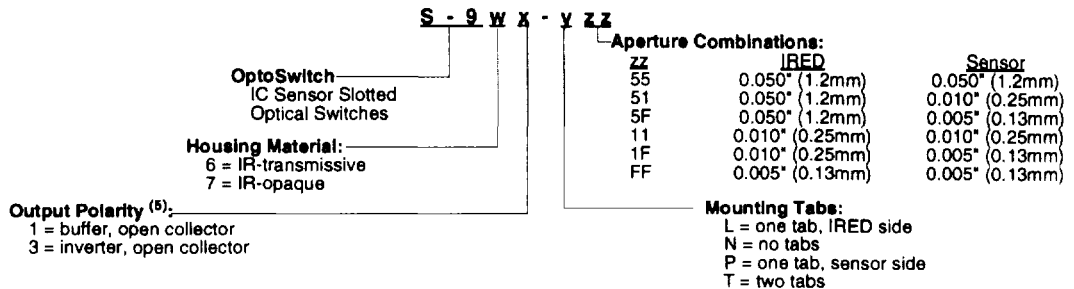 S - 9 w x - y z z
Aperture Combinations:
zz IRED Sensor
55 0.050" (1.2mm) 0.050" (1.2mm)
51 0.050" (1.2mm) 0.010" (0.25mm)
5F 0.050" (1.2mm) 0.005" (0.13mm)
11 0.010" (0.25mm) 0.010" (0.25mm)
1F 0.010" (0.25mm) 0.005" (0.13mm)
FF 0.005" (0.13mm) 0.005" (0.13mm)
OptoSwitch
IC Sensor Slotted
Optical Switches
Housing Material:
6 = IR-transmissive
7 = IR-opaque
Output Polarity (5):
1 = buffer, open collector
3 = inverter, open collector
Mounting Tabs:
L = one tab, IRED side
N = no tabs
P = one tab, sensor side
T = two tabs